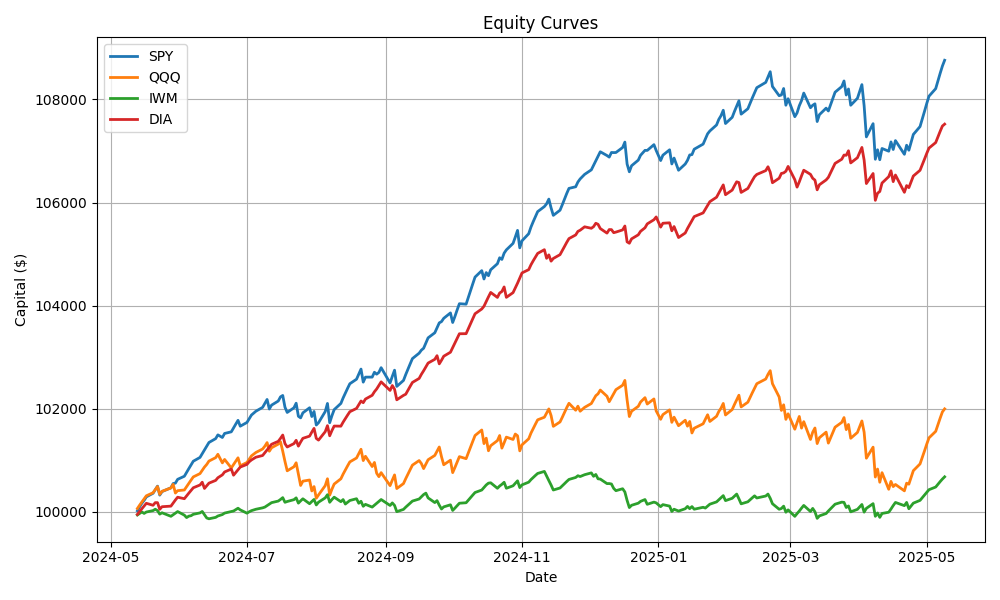 Equity Curves
SPY
QQQ
IWM
DIA
Capital ($)
108000
106000
104000
102000
100000
2024-05
2024-07
2024-09
2024-11
2025-01
2025-03
2025-05
Date